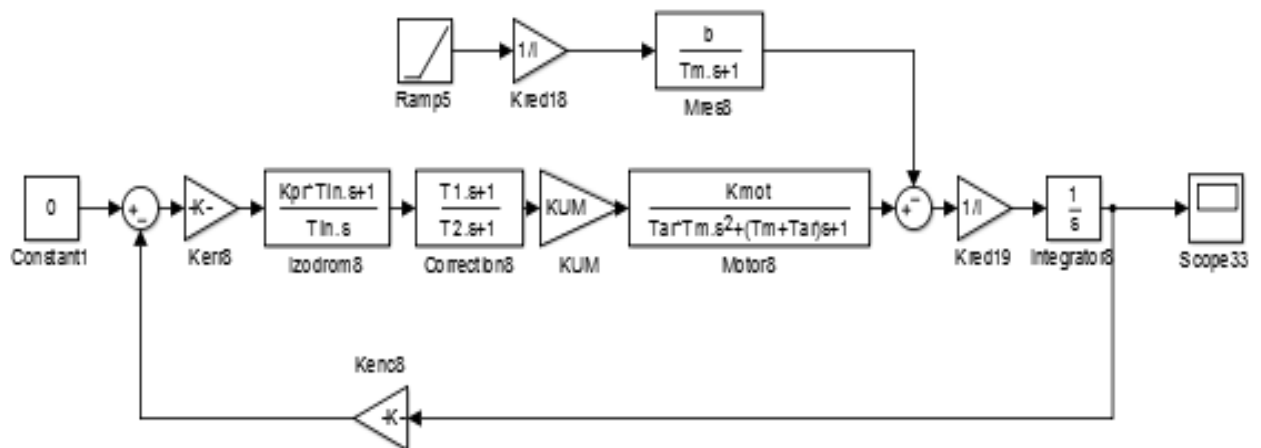 1/I
b
Tm.s+1
Ramp5
Kred18
Mres8
0
+
-
-K-
Kpr*TIn.s+1
TIn.s
T1.s+1
T2.s+1
KUM
Kmot
Tar*Tm.s2+(Tm+Tar)s+1
+
-
1/I
1
s
Constant1
Kerr8
Izodrom8
Correction8
KUM
Motor8
Kred19
Integrator8
Scope33
Kenc8
-K-